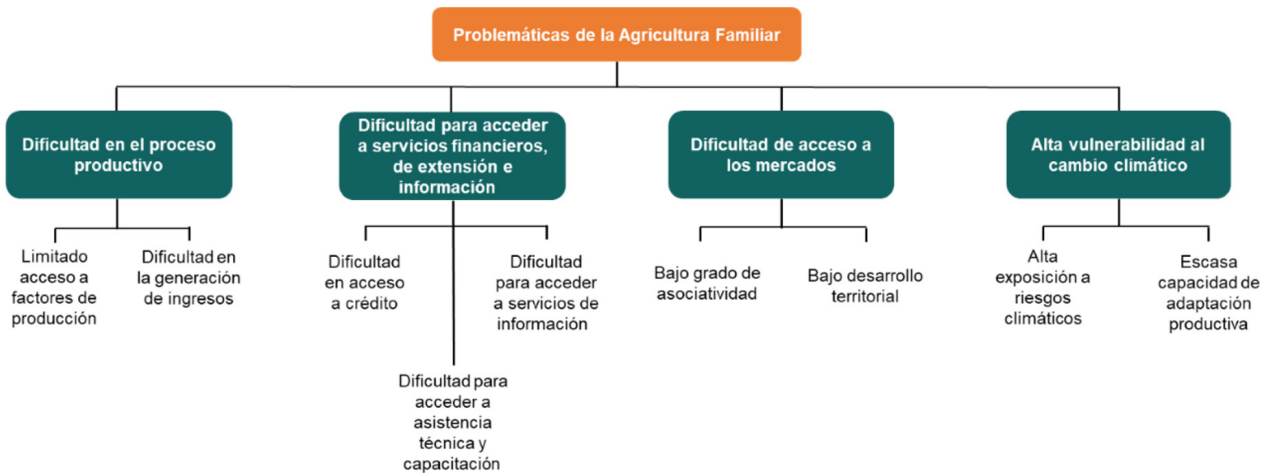 Problemáticas de la Agricultura Familiar
Dificultad en el proceso
productivo
Dificultad para acceder
a servicios financieros,
de extensión e
información
Dificultad de acceso a
los mercados
Alta vulnerabilidad al
cambio climático
Limitado
acceso a
factores de
producción
Dificultad en
la generación
de ingresos
Dificultad
en acceso
a crédito
Dificultad para
acceder a
asistencia
técnica y
capacitación
Dificultad
para acceder
a servicios de
información
Bajo grado de
asociatividad
Bajo desarrollo
territorial
Alta
exposición a
riesgos
climáticos
Escasa
capacidad de
adaptación
productiva